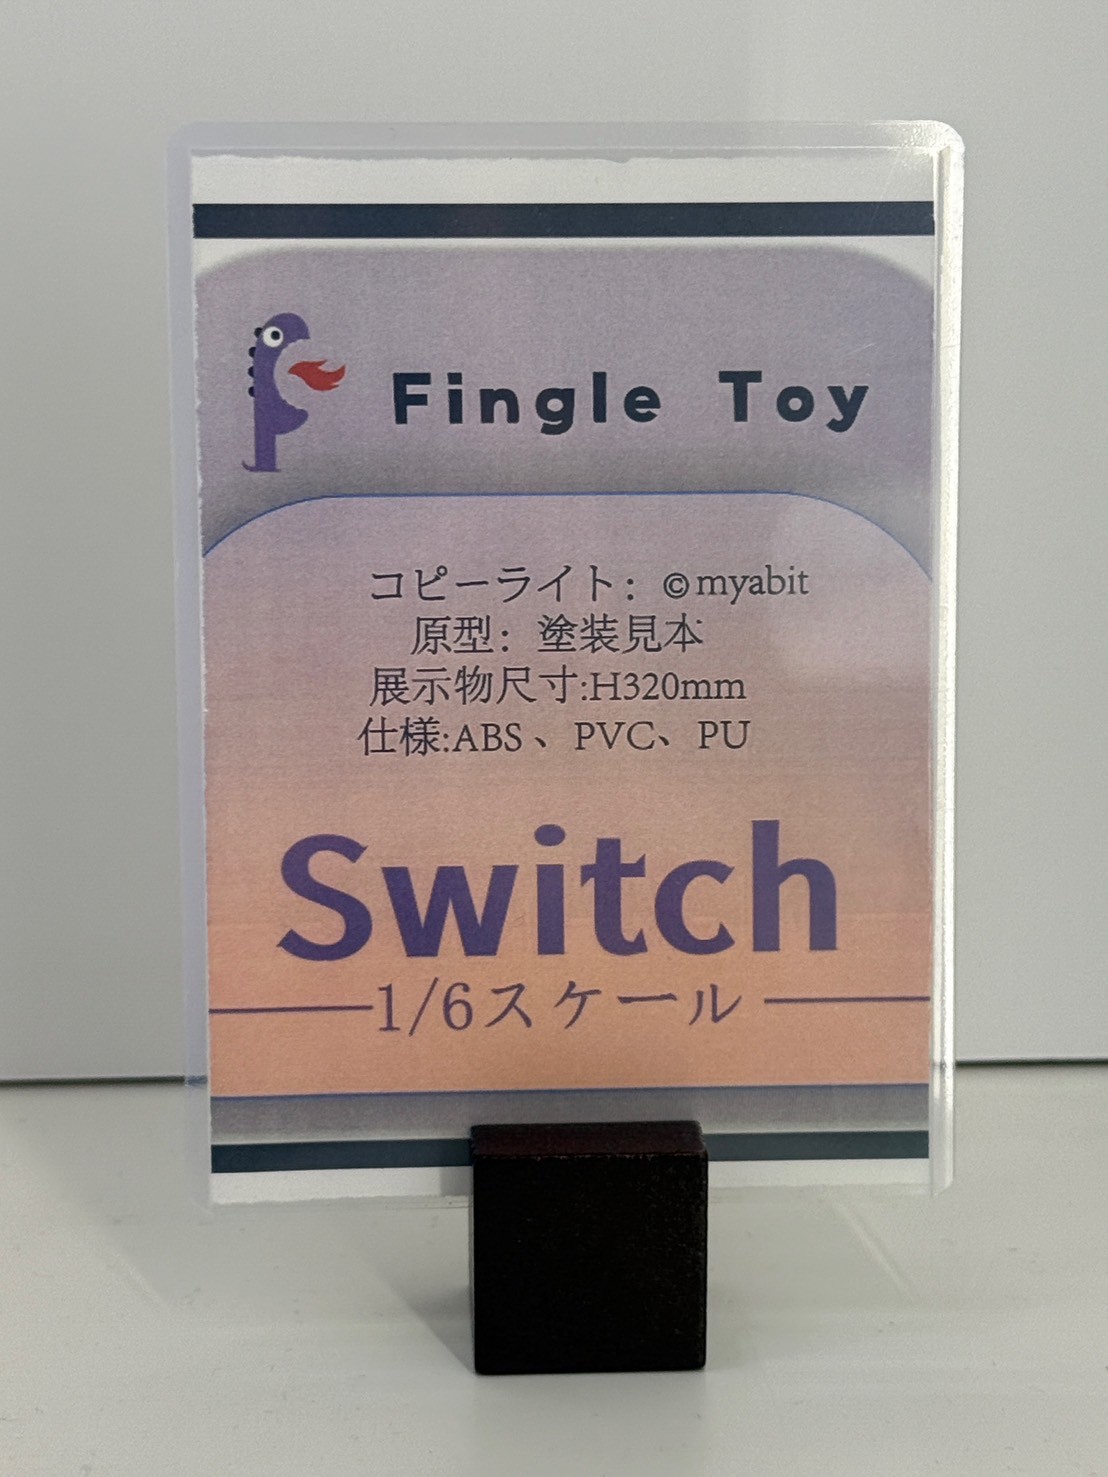 Fingle Toy
コピーライト：©myabit
原型：塗装見本
展示物尺寸:H320mm
仕様:ABS、PVC、PU
Switch
1/6スケール